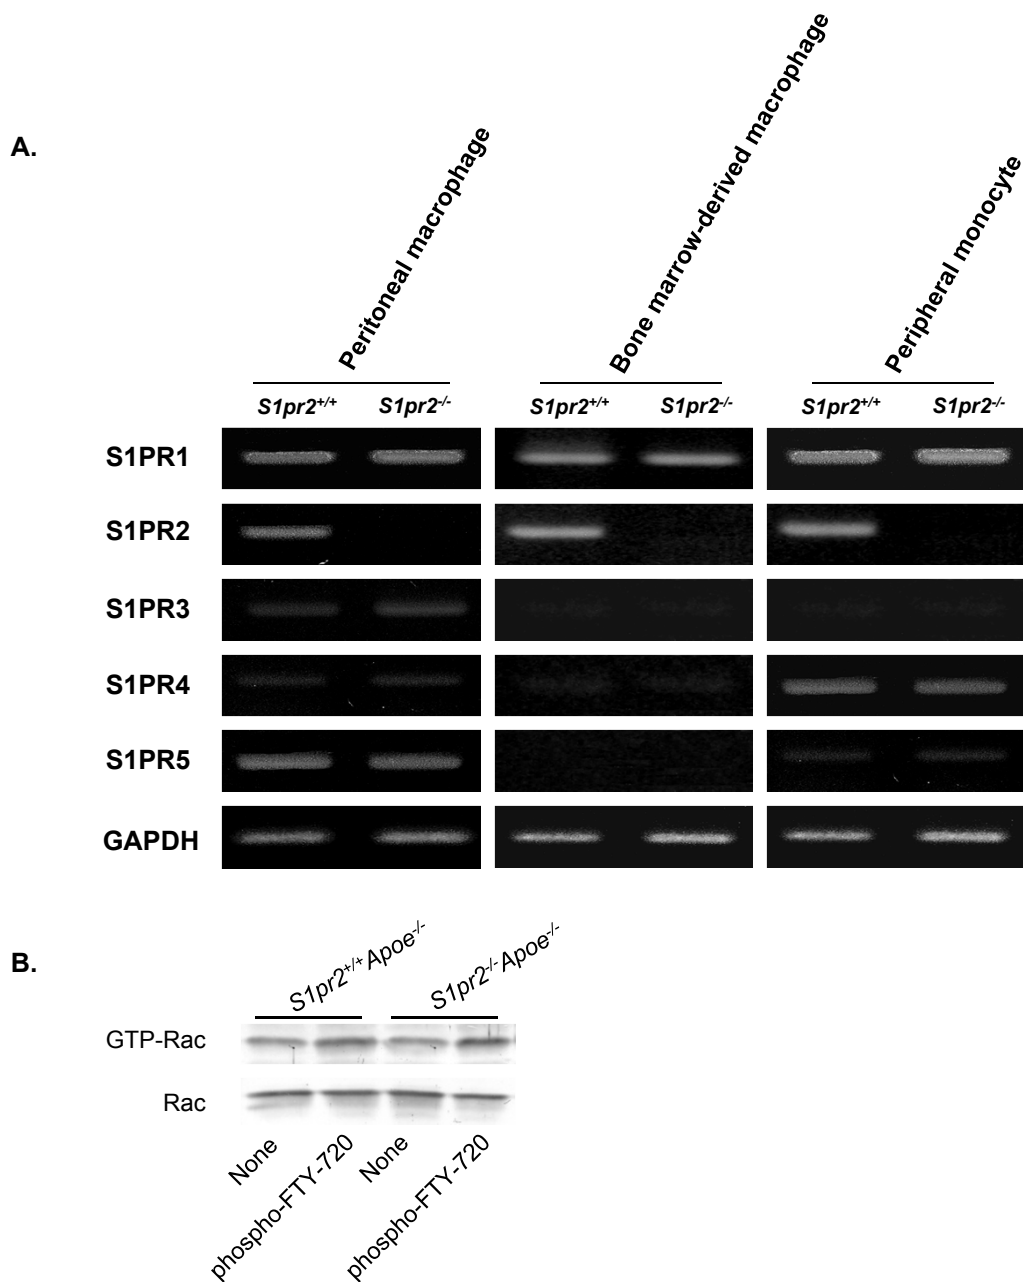 A.
Peritoneal macrophage
Bone marrow-derived macrophage
Peripheral monocyte
S1pr2+/+ S1pr2-/- S1pr2+/+ S1pr2-/- S1pr2+/+ S1pr2-/-
S1PR1
S1PR2
S1PR3
S1PR4
S1PR5
GAPDH
B.
S1pr2+/+Apoe-/- S1pr2-/-Apoe-/-
GTP-Rac
Rac
None
phospho-FTY-720
None
phospho-FTY-720